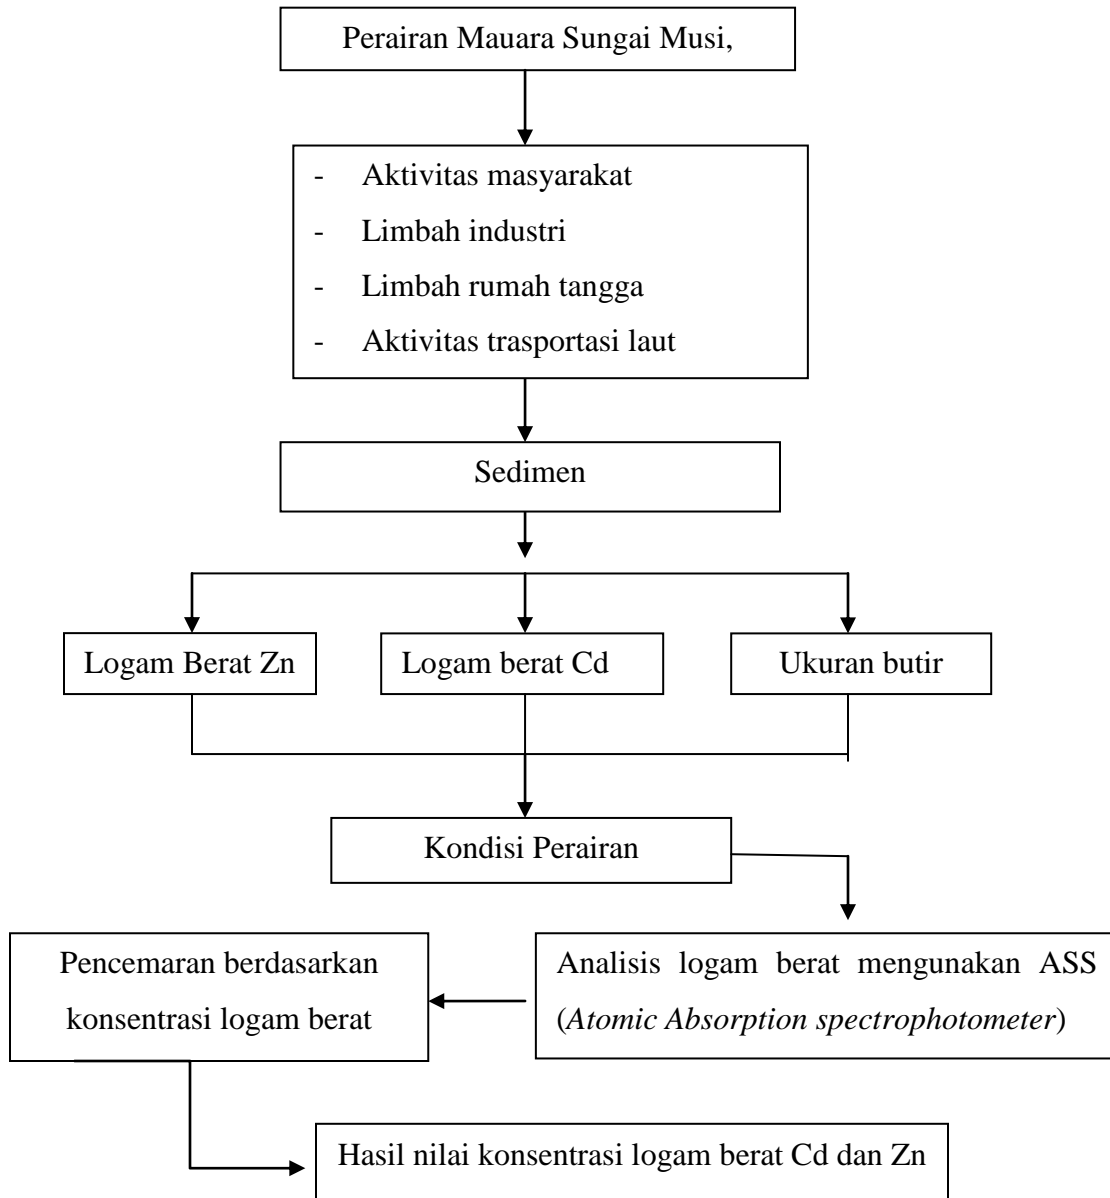 Perairan Mauara Sungai Musi,
- Aktivitas masyarakat
- Limbah industri
- Limbah rumah tangga
- Aktivitas trasportasi laut
Sedimen
Logam Berat Zn
Logam berat Cd
Ukuran butir
Kondisi Perairan
Analisis logam berat mengunakan ASS
(Atomic Absorption spectrophotometer)
Pencemaran berdasarkan
konsentrasi logam berat
Hasil nilai konsentrasi logam berat Cd dan Zn